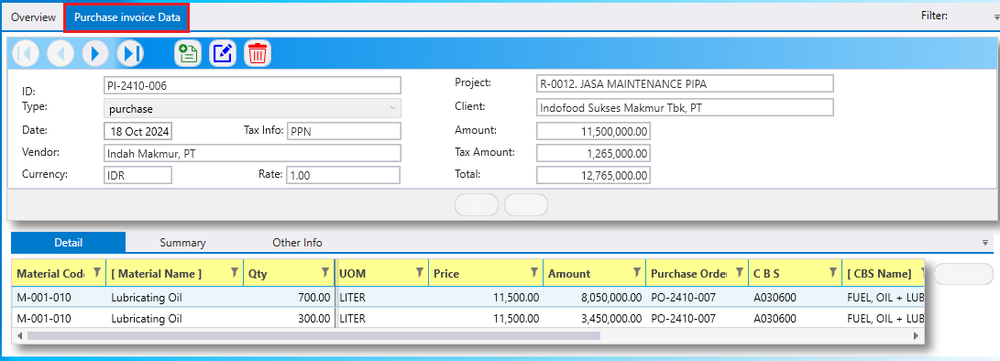 Overview Purchase invoice Data Filter:
ID: PI-2410-006 Project: R-0012. JASA MAINTENANCE PIPA
Type: purchase Client: Indofood Sukses Makmur Tbk, PT
Date: 18 Oct 2024 Tax Info: PPN Amount: 11,500,000.00
Vendor: Indah Makmur, PT Tax Amount: 1,265,000.00
Currency: IDR Rate: 1.00 Total: 12,765,000.00
Detail Summary Other Info
Material Code [ Material Name ] Qty UOM Price Amount Purchase Order C B S [ CBS Name]
M-001-010 Lubricating Oil 700.00 LITER 11,500.00 8,050,000.00 PO-2410-007 A030600 FUEL, OIL + LUB
M-001-010 Lubricating Oil 300.00 LITER 11,500.00 3,450,000.00 PO-2410-007 A030600 FUEL, OIL + LUB